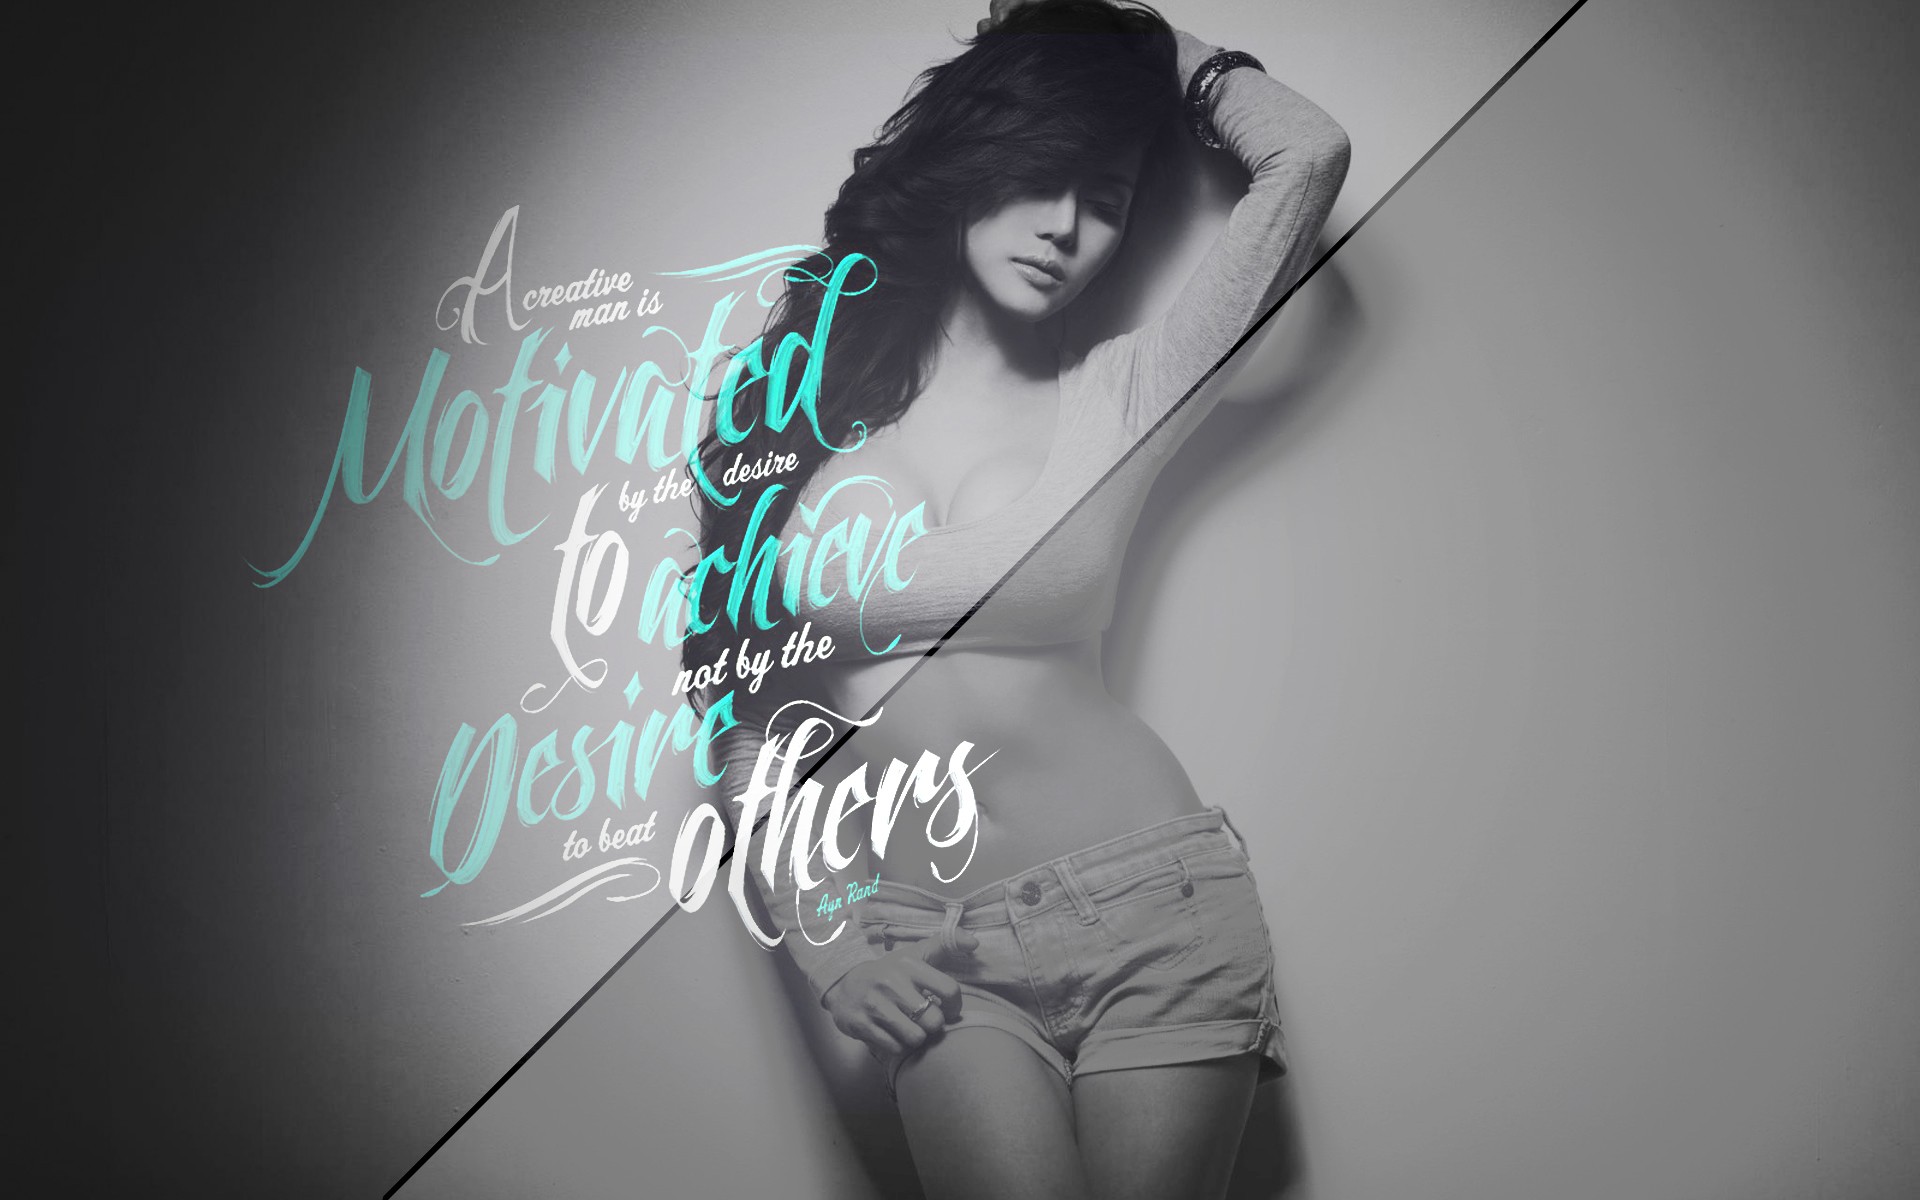 A creative
man is
Motivated
by the desire
to achieve
not by the
Desire
to beat
others
Ayn Rand